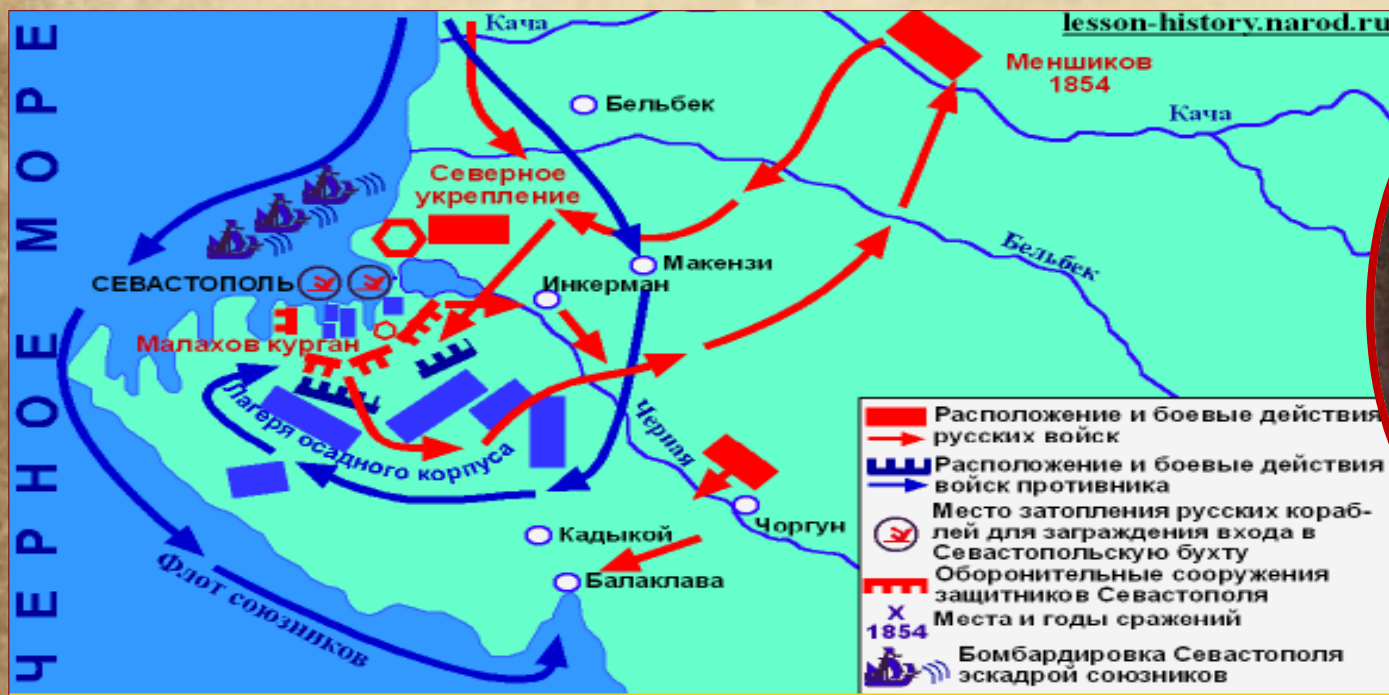 ЧЕРНОЕ МОРЕ
Кача
lesson-history.narod.ru
Меншиков
1854
Бельбек
Кача
Северное
укрепление
Бельбек
Макензи
СЕВАСТОПОЛЬ
Инкерман
Малахов курган
Лагеря осадного корпуса
Черная
Чоргун
Кадыкой
Балаклава
Флот союзников
Расположение и боевые действия
русских войск
Расположение и боевые действия
войск противника
Место затопления русских кораб-
лей для заграждения входа в
Севастопольскую бухту
Оборонительные сооружения
защитников Севастополя
X
1854
Места и годы сражений
Бомбардировка Севастополя
эскадрой союзников